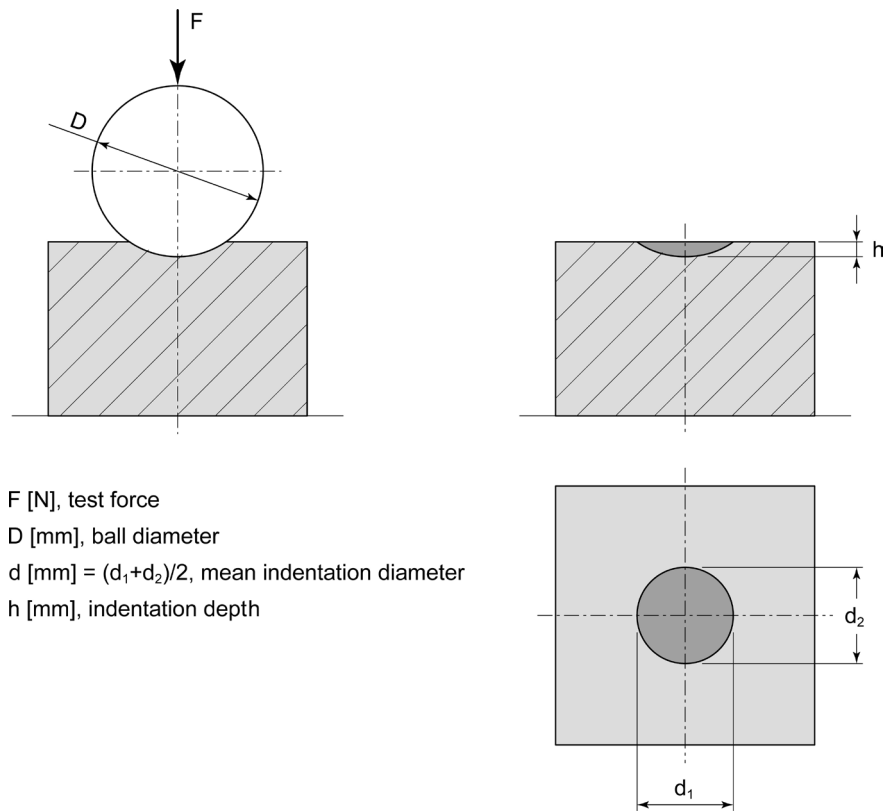 F
D
h
F [N], test force
D [mm], ball diameter
d [mm] = (d₁+d₂)/2, mean indentation diameter
h [mm], indentation depth
d₂
d₁